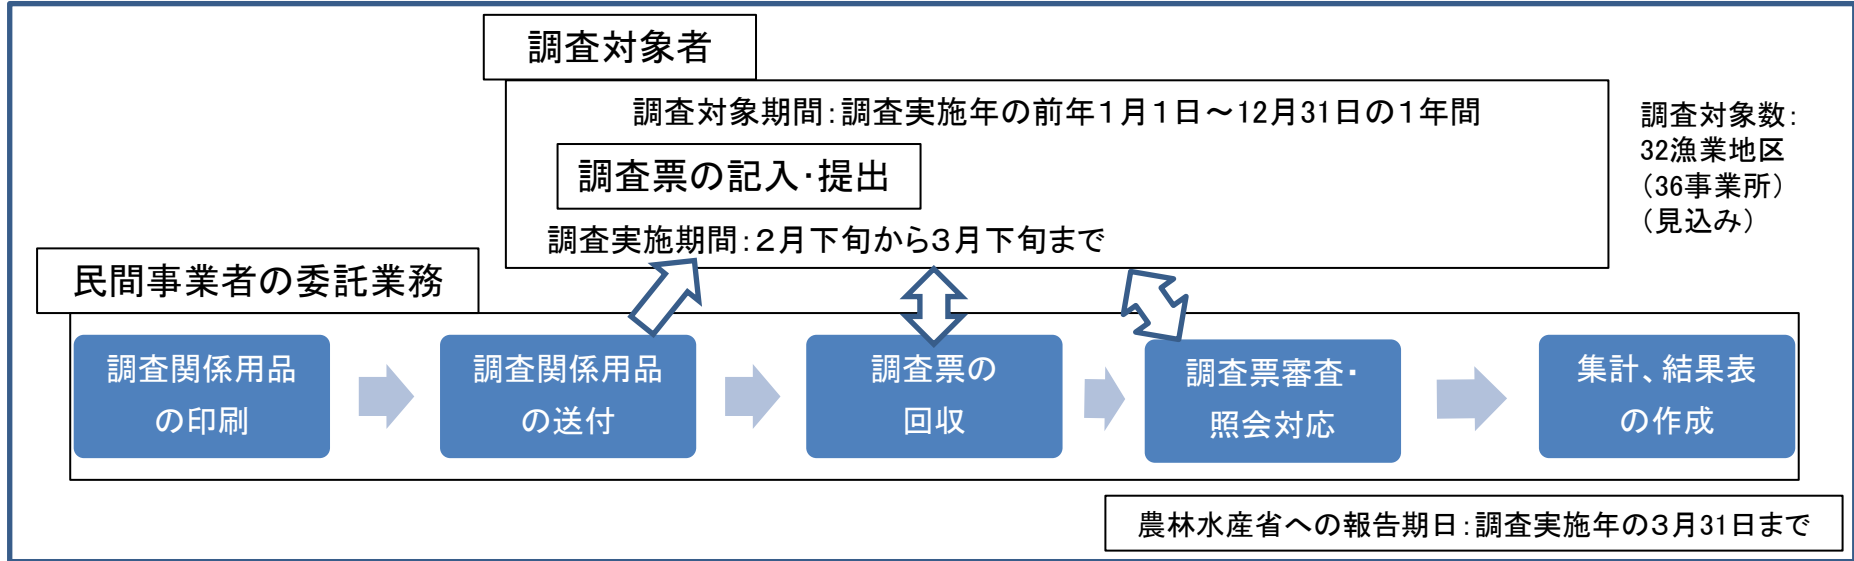 調査対象者
調査対象期間：調査実施年の前年１月１日～12月31日の１年間
調査票の記入・提出
調査実施期間：２月下旬から３月下旬まで
調査対象数：
32漁業地区
（36事業所）
（見込み）
民間事業者の委託業務
調査関係用品
の印刷
調査関係用品
の送付
調査票の
回収
調査票審査・
照会対応
集計、結果表
の作成
農林水産省への報告期日：調査実施年の３月31日まで